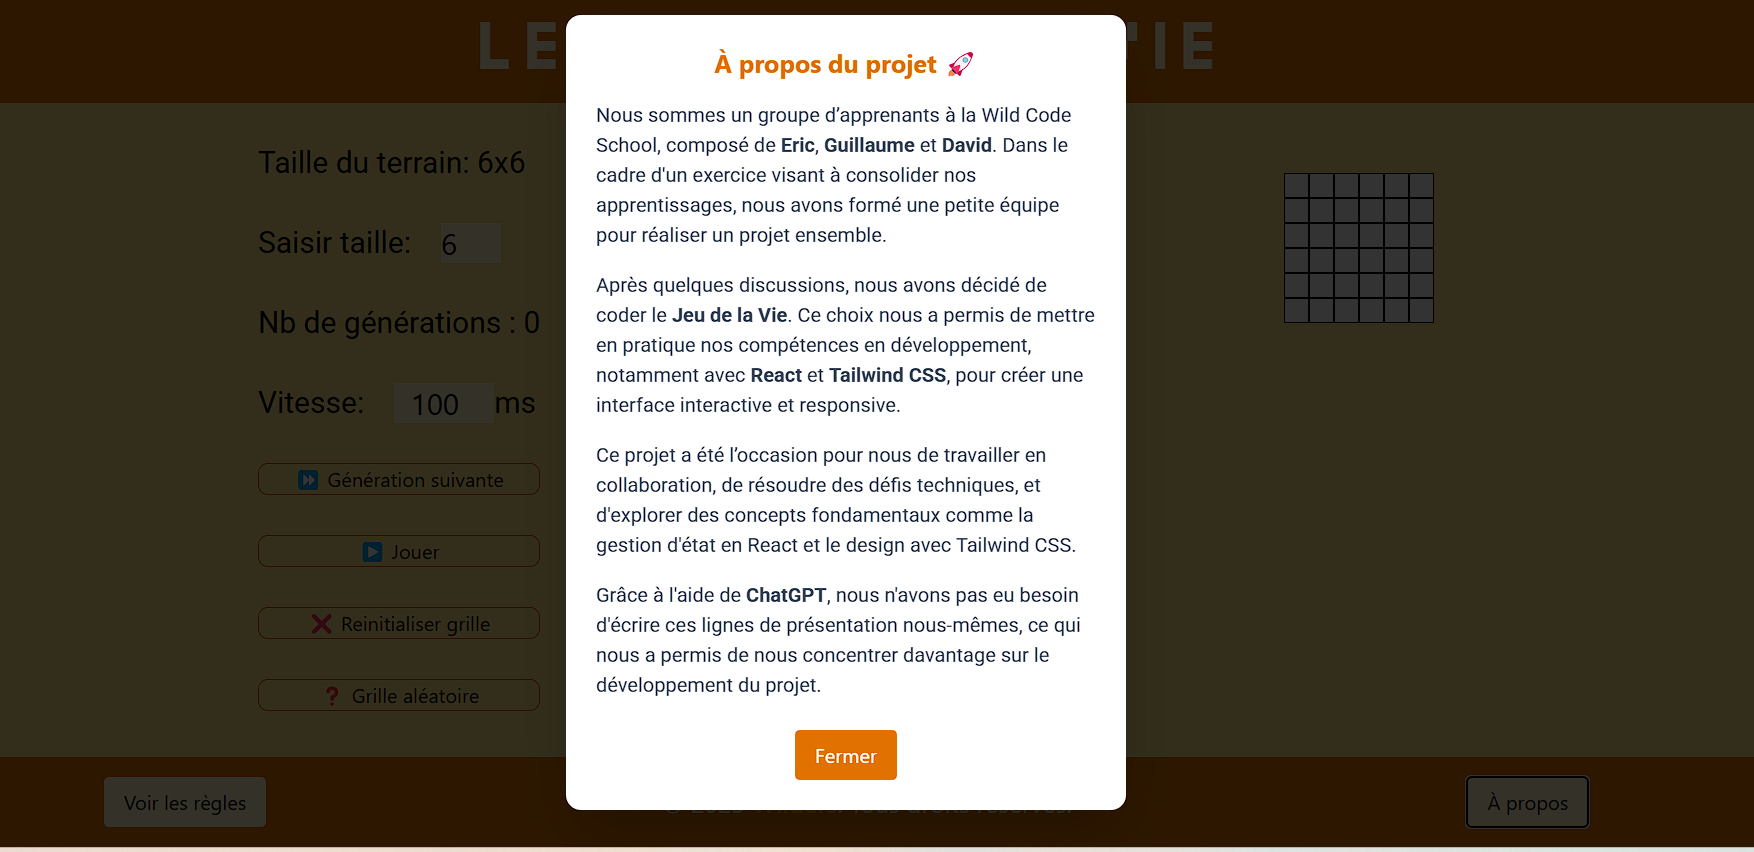 LE
IE
À propos du projet 🚀
Nous sommes un groupe d’apprenants à la Wild Code
School, composé de Eric, Guillaume et David. Dans le
cadre d'un exercice visant à consolider nos
apprentissages, nous avons formé une petite équipe
pour réaliser un projet ensemble.
Après quelques discussions, nous avons décidé de
coder le Jeu de la Vie. Ce choix nous a permis de mettre
en pratique nos compétences en développement,
notamment avec React et Tailwind CSS, pour créer une
interface interactive et responsive.
Ce projet a été l’occasion pour nous de travailler en
collaboration, de résoudre des défis techniques, et
d'explorer des concepts fondamentaux comme la
gestion d'état en React et le design avec Tailwind CSS.
Grâce à l'aide de ChatGPT, nous n'avons pas eu besoin
d'écrire ces lignes de présentation nous-mêmes, ce qui
nous a permis de nous concentrer davantage sur le
développement du projet.
Fermer
Taille du terrain: 6x6
Saisir taille: 6
Nb de générations : 0
Vitesse: 100 ms
Génération suivante
Jouer
Reinitialiser grille
Grille aléatoire
Voir les règles
À propos